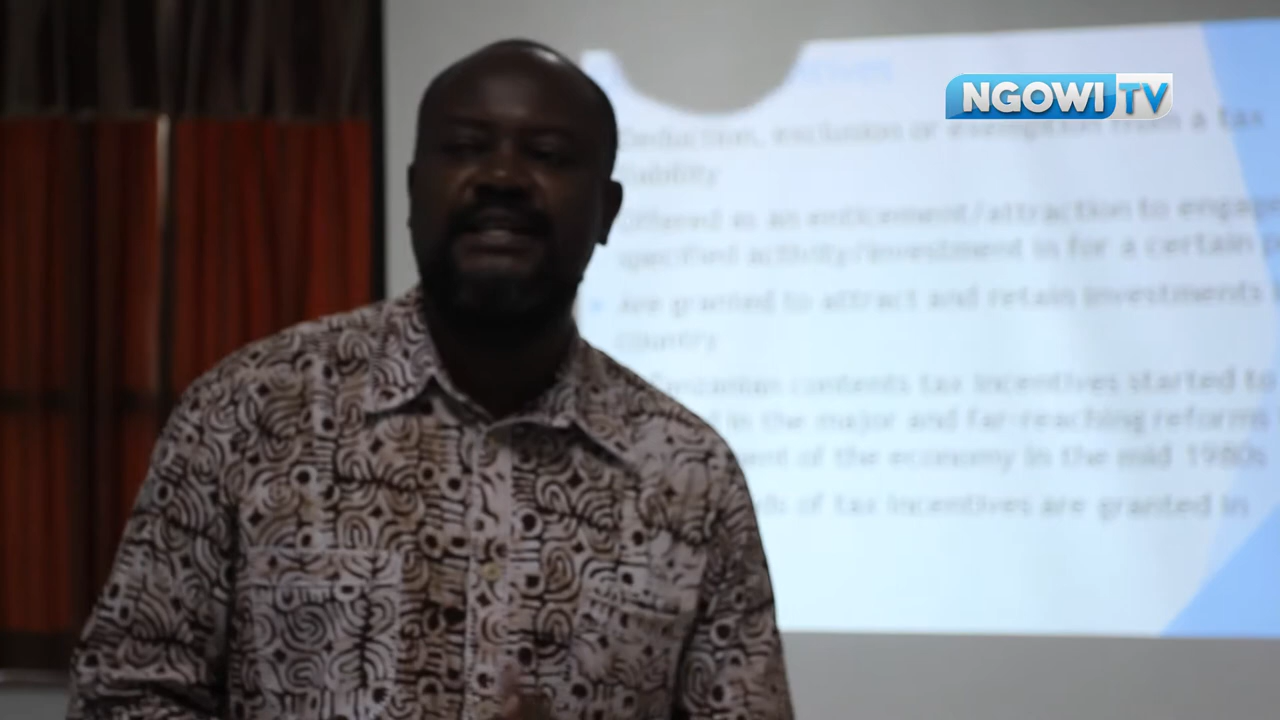 NGOWI TV
Deduction, exclusion or exemption from a tax
liability
Offered as an enticement/attraction to engage
specified activity/investment in for a certain
Are granted to attract and retain investments
Country
Tanzanian contents tax incentives started to
in the major and far-reaching reforms
of the economy in the mid 1980s
of tax incentives are granted in